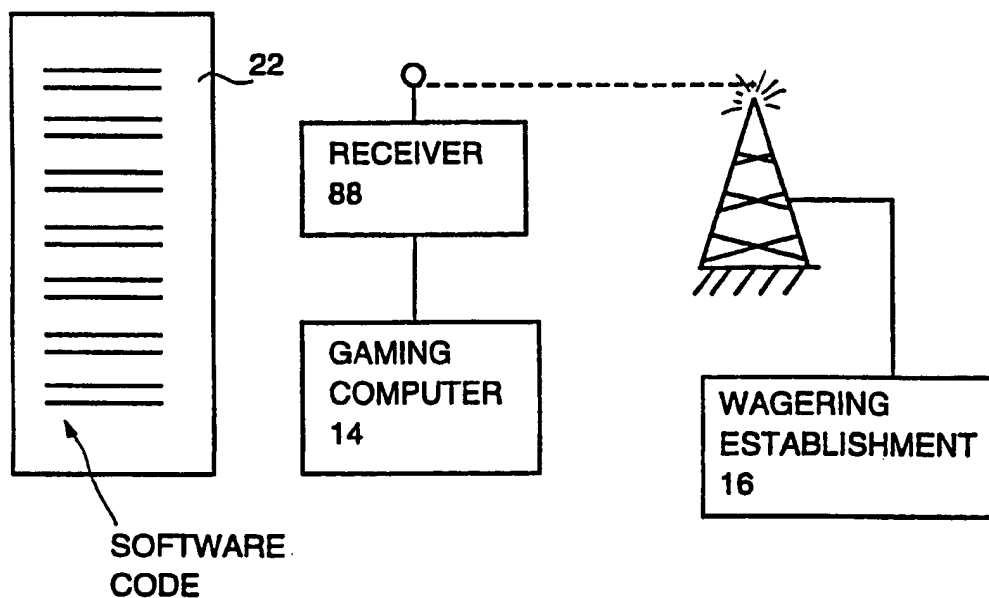 22
RECEIVER
88
GAMING
COMPUTER
14
WAGERING
ESTABLISHMENT
16
SOFTWARE
CODE